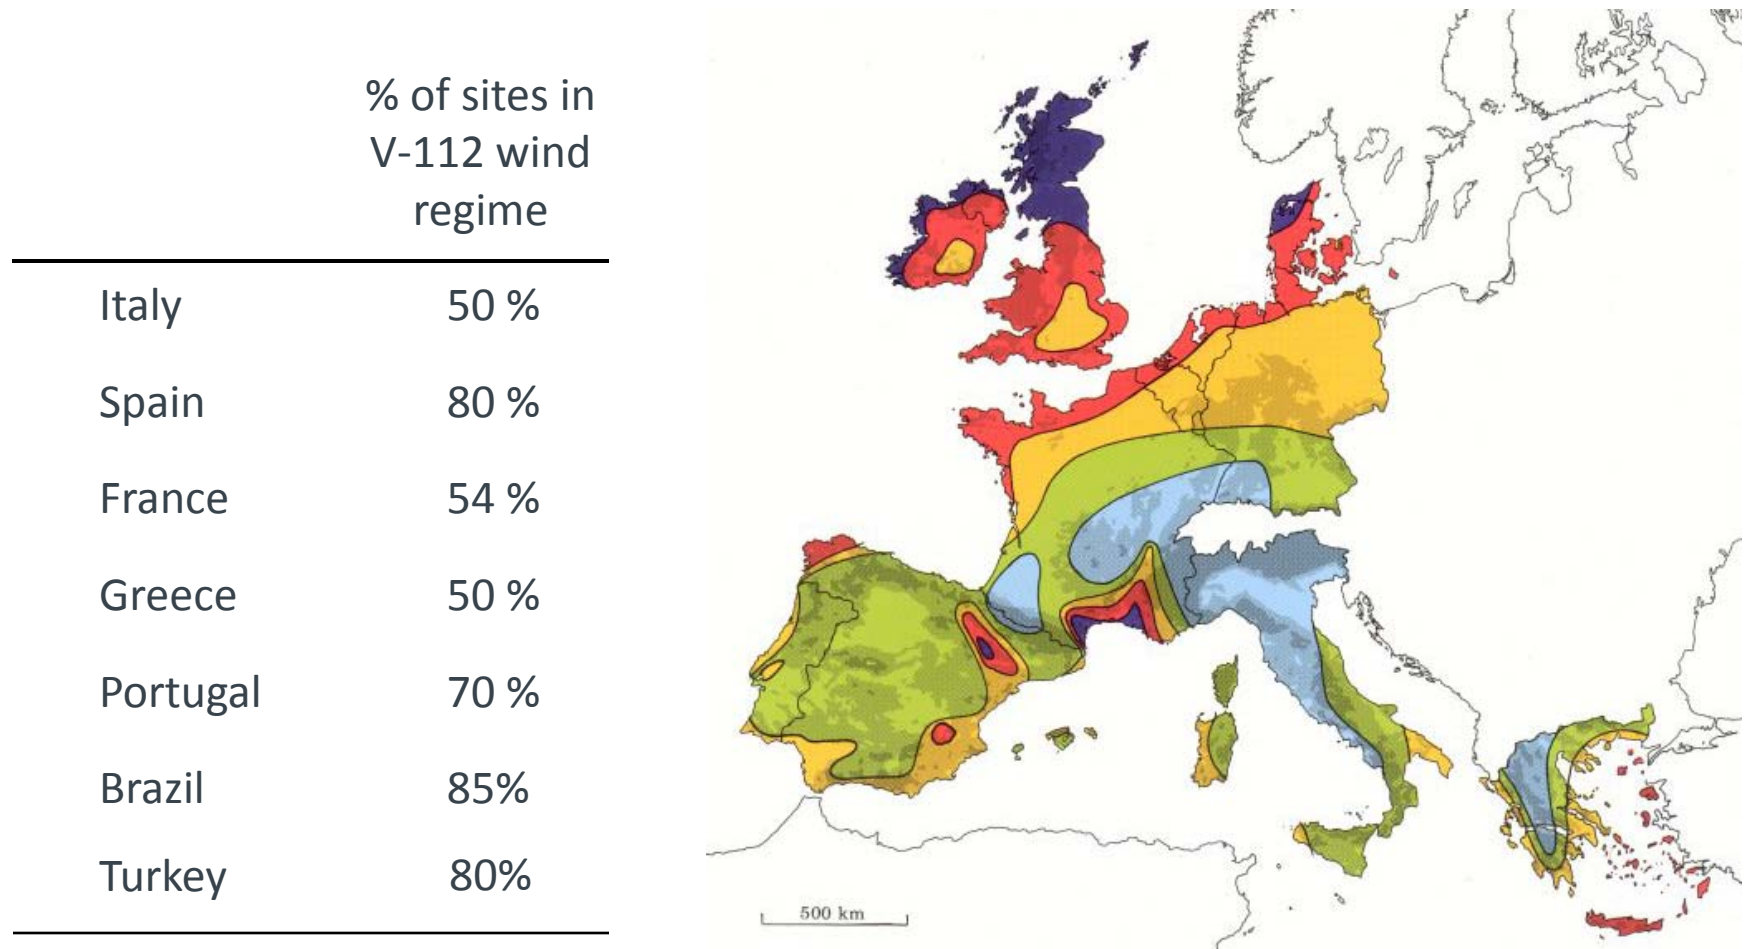 % of sites in
V-112 wind
regime
Italy 50 %
Spain 80 %
France 54 %
Greece 50 %
Portugal 70 %
Brazil 85%
Turkey 80%
500 km